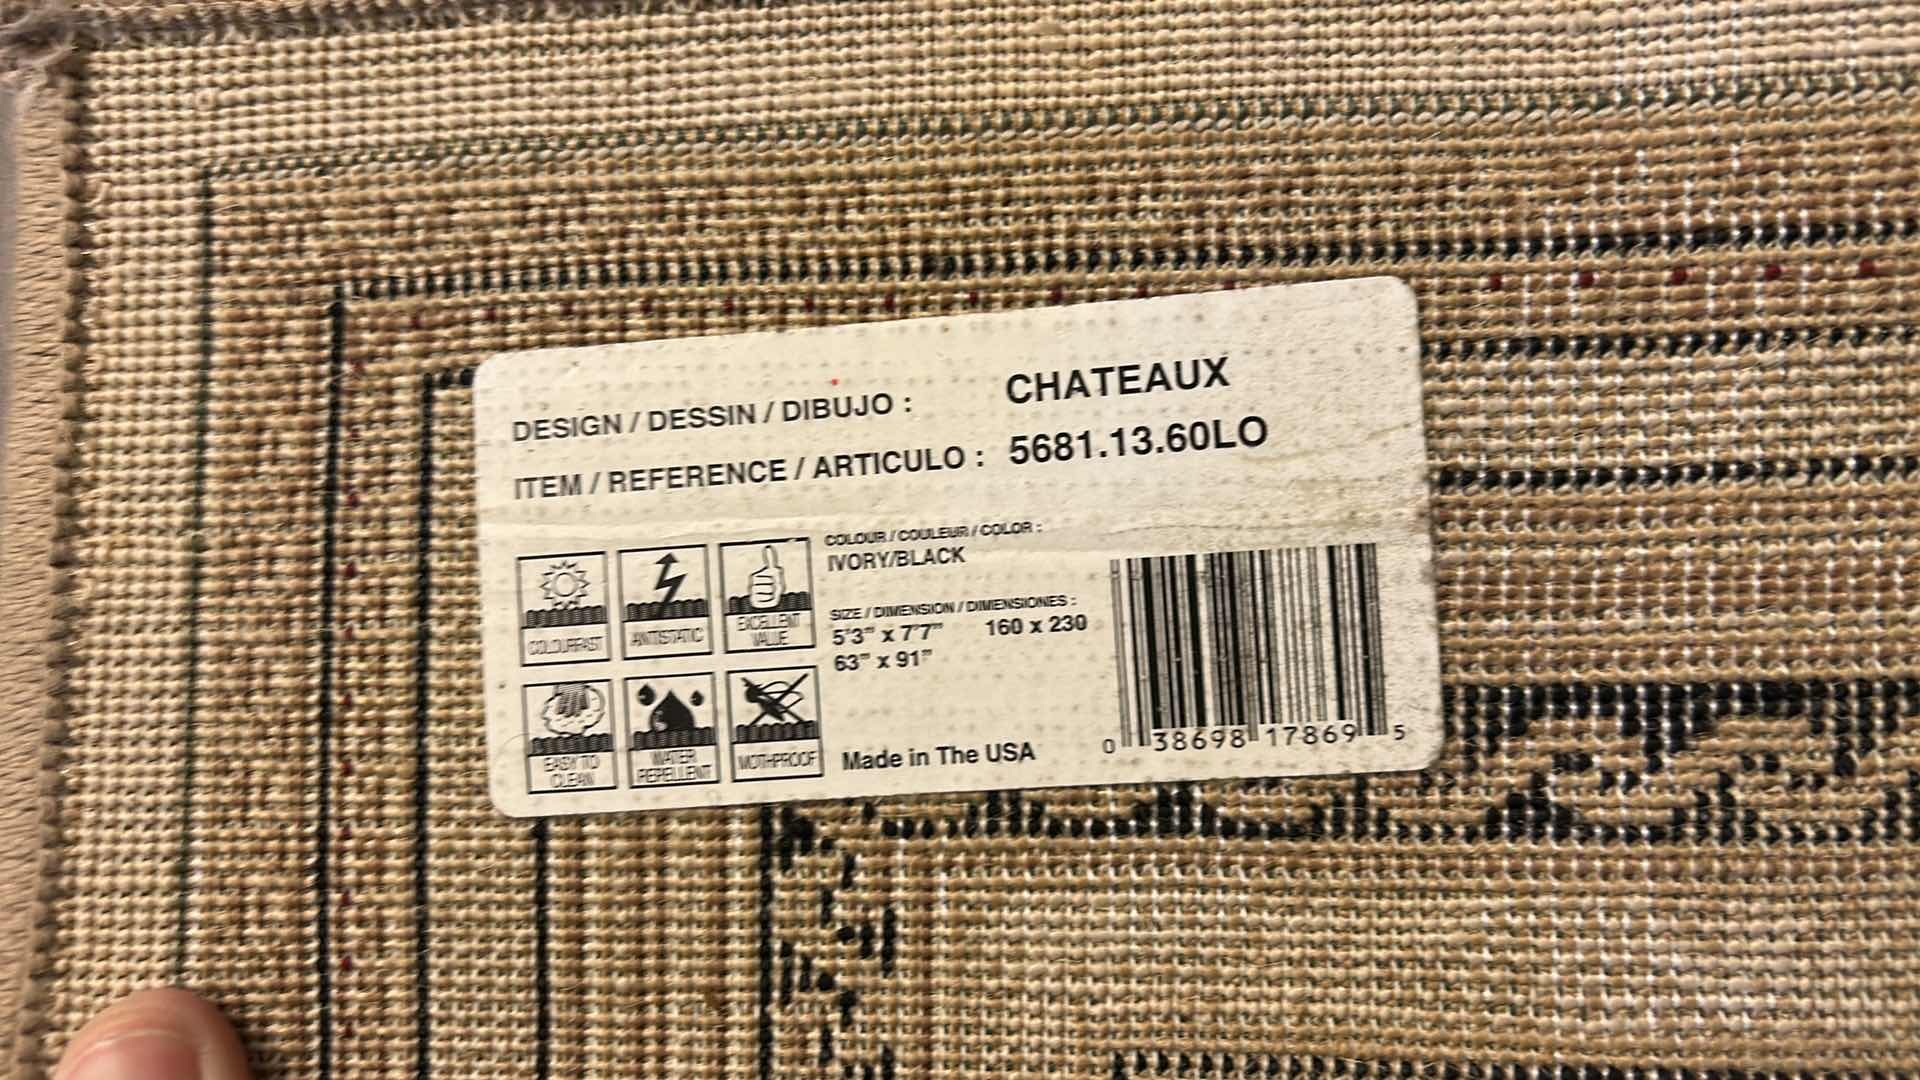 DESIGN / DESSIN / DIBUJO : CHATEAUX
ITEM / REFERENCE / ARTICULO : 5681.13.60LO
COLOUR / COULEUR / COLOR :
IVORY/BLACK
SIZE / DIMENSION / DIMENSIONES :
5'3" x 7'7" 160 x 230
63" x 91"
COLOURFAST
ANTISTATIC
EXCELLENT
VALUE
EASY TO
CLEAN
WATER
REPELLENT
MOTHPROOF
Made in The USA
0 38698 17869 5